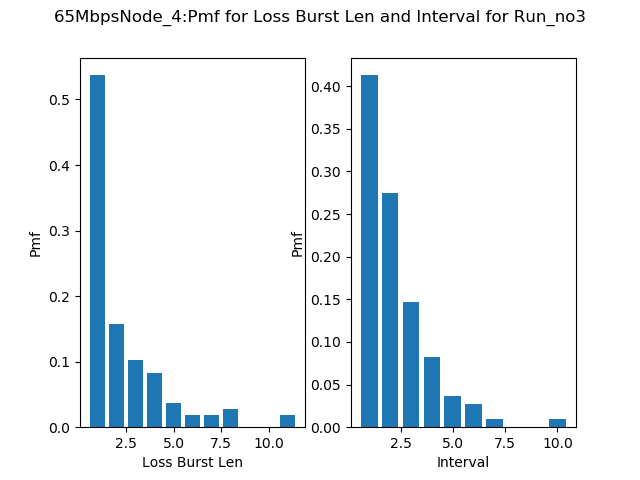 65MbpsNode_4:Pmf for Loss Burst Len and Interval for Run_no3
Pmf
0.5
0.4
0.3
0.2
0.1
0.0
2.5 5.0 7.5 10.0
Loss Burst Len
Pmf
0.40
0.35
0.30
0.25
0.20
0.15
0.10
0.05
0.00
2.5 5.0 7.5 10.0
Interval